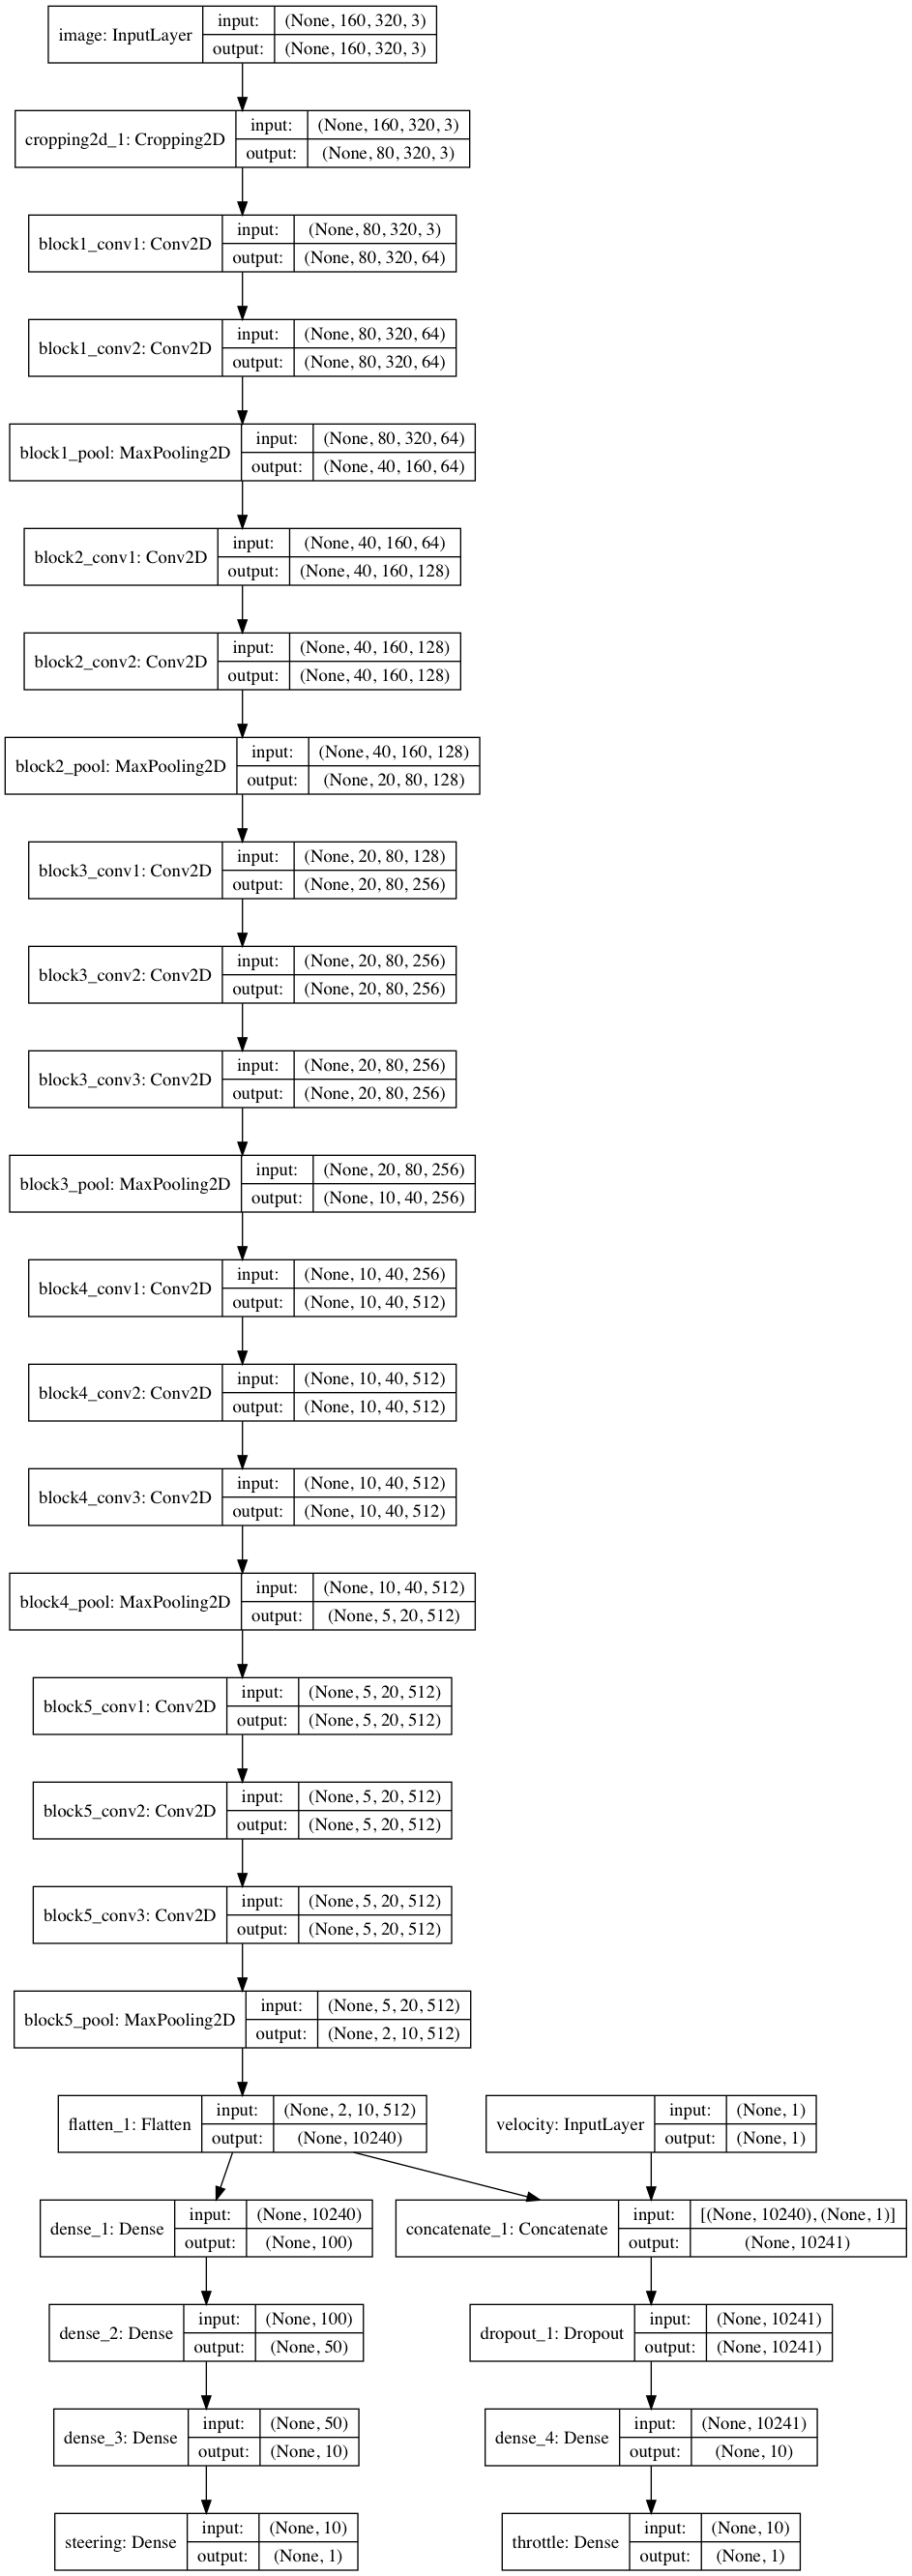 image: InputLayer
input: (None, 160, 320, 3)
output: (None, 160, 320, 3)
cropping2d_1: Cropping2D
input: (None, 160, 320, 3)
output: (None, 80, 320, 3)
block1_conv1: Conv2D
input: (None, 80, 320, 3)
output: (None, 80, 320, 64)
block1_conv2: Conv2D
input: (None, 80, 320, 64)
output: (None, 80, 320, 64)
block1_pool: MaxPooling2D
input: (None, 80, 320, 64)
output: (None, 40, 160, 64)
block2_conv1: Conv2D
input: (None, 40, 160, 64)
output: (None, 40, 160, 128)
block2_conv2: Conv2D
input: (None, 40, 160, 128)
output: (None, 40, 160, 128)
block2_pool: MaxPooling2D
input: (None, 40, 160, 128)
output: (None, 20, 80, 128)
block3_conv1: Conv2D
input: (None, 20, 80, 128)
output: (None, 20, 80, 256)
block3_conv2: Conv2D
input: (None, 20, 80, 256)
output: (None, 20, 80, 256)
block3_conv3: Conv2D
input: (None, 20, 80, 256)
output: (None, 20, 80, 256)
block3_pool: MaxPooling2D
input: (None, 20, 80, 256)
output: (None, 10, 40, 256)
block4_conv1: Conv2D
input: (None, 10, 40, 256)
output: (None, 10, 40, 512)
block4_conv2: Conv2D
input: (None, 10, 40, 512)
output: (None, 10, 40, 512)
block4_conv3: Conv2D
input: (None, 10, 40, 512)
output: (None, 10, 40, 512)
block4_pool: MaxPooling2D
input: (None, 10, 40, 512)
output: (None, 5, 20, 512)
block5_conv1: Conv2D
input: (None, 5, 20, 512)
output: (None, 5, 20, 512)
block5_conv2: Conv2D
input: (None, 5, 20, 512)
output: (None, 5, 20, 512)
block5_conv3: Conv2D
input: (None, 5, 20, 512)
output: (None, 5, 20, 512)
block5_pool: MaxPooling2D
input: (None, 5, 20, 512)
output: (None, 2, 10, 512)
flatten_1: Flatten
input: (None, 2, 10, 512)
output: (None, 10240)
velocity: InputLayer
input: (None, 1)
output: (None, 1)
dense_1: Dense
input: (None, 10240)
output: (None, 100)
concatenate_1: Concatenate
input: [(None, 10240), (None, 1)]
output: (None, 10241)
dense_2: Dense
input: (None, 100)
output: (None, 50)
dropout_1: Dropout
input: (None, 10241)
output: (None, 10241)
dense_3: Dense
input: (None, 50)
output: (None, 10)
dense_4: Dense
input: (None, 10241)
output: (None, 10)
steering: Dense
input: (None, 10)
output: (None, 1)
throttle: Dense
input: (None, 10)
output: (None, 1)